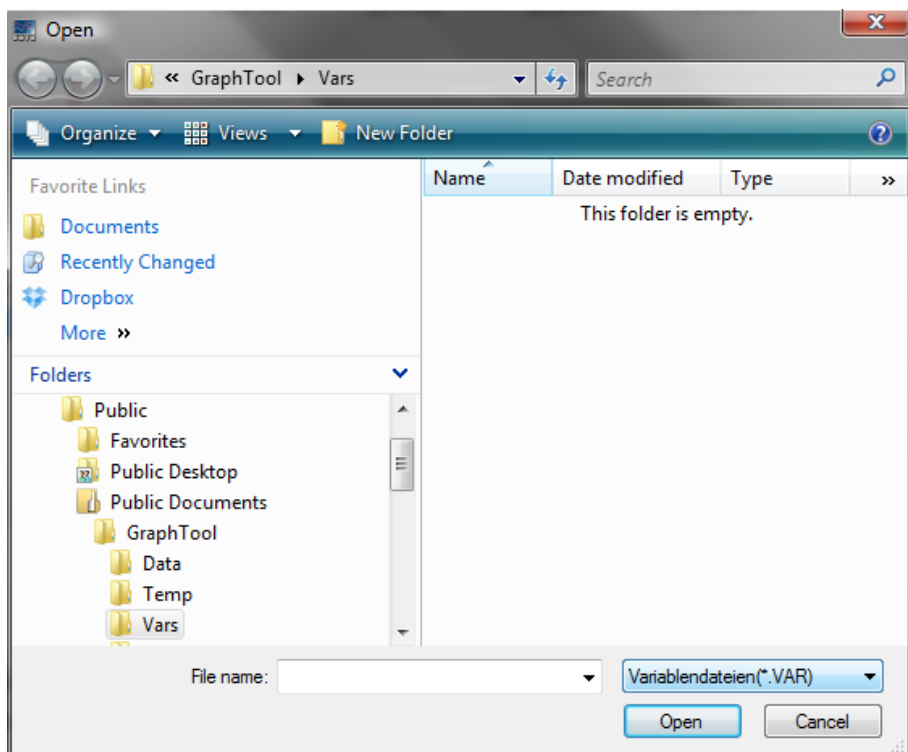 Open
« GraphTool ▸ Vars Search
Organize Views New Folder
Favorite Links
Documents
Recently Changed
Dropbox
More »
Folders
Public
Favorites
Public Desktop
Public Documents
GraphTool
Data
Temp
Vars
Name Date modified Type »
This folder is empty.
File name: Variablendateien(*.VAR)
Open Cancel